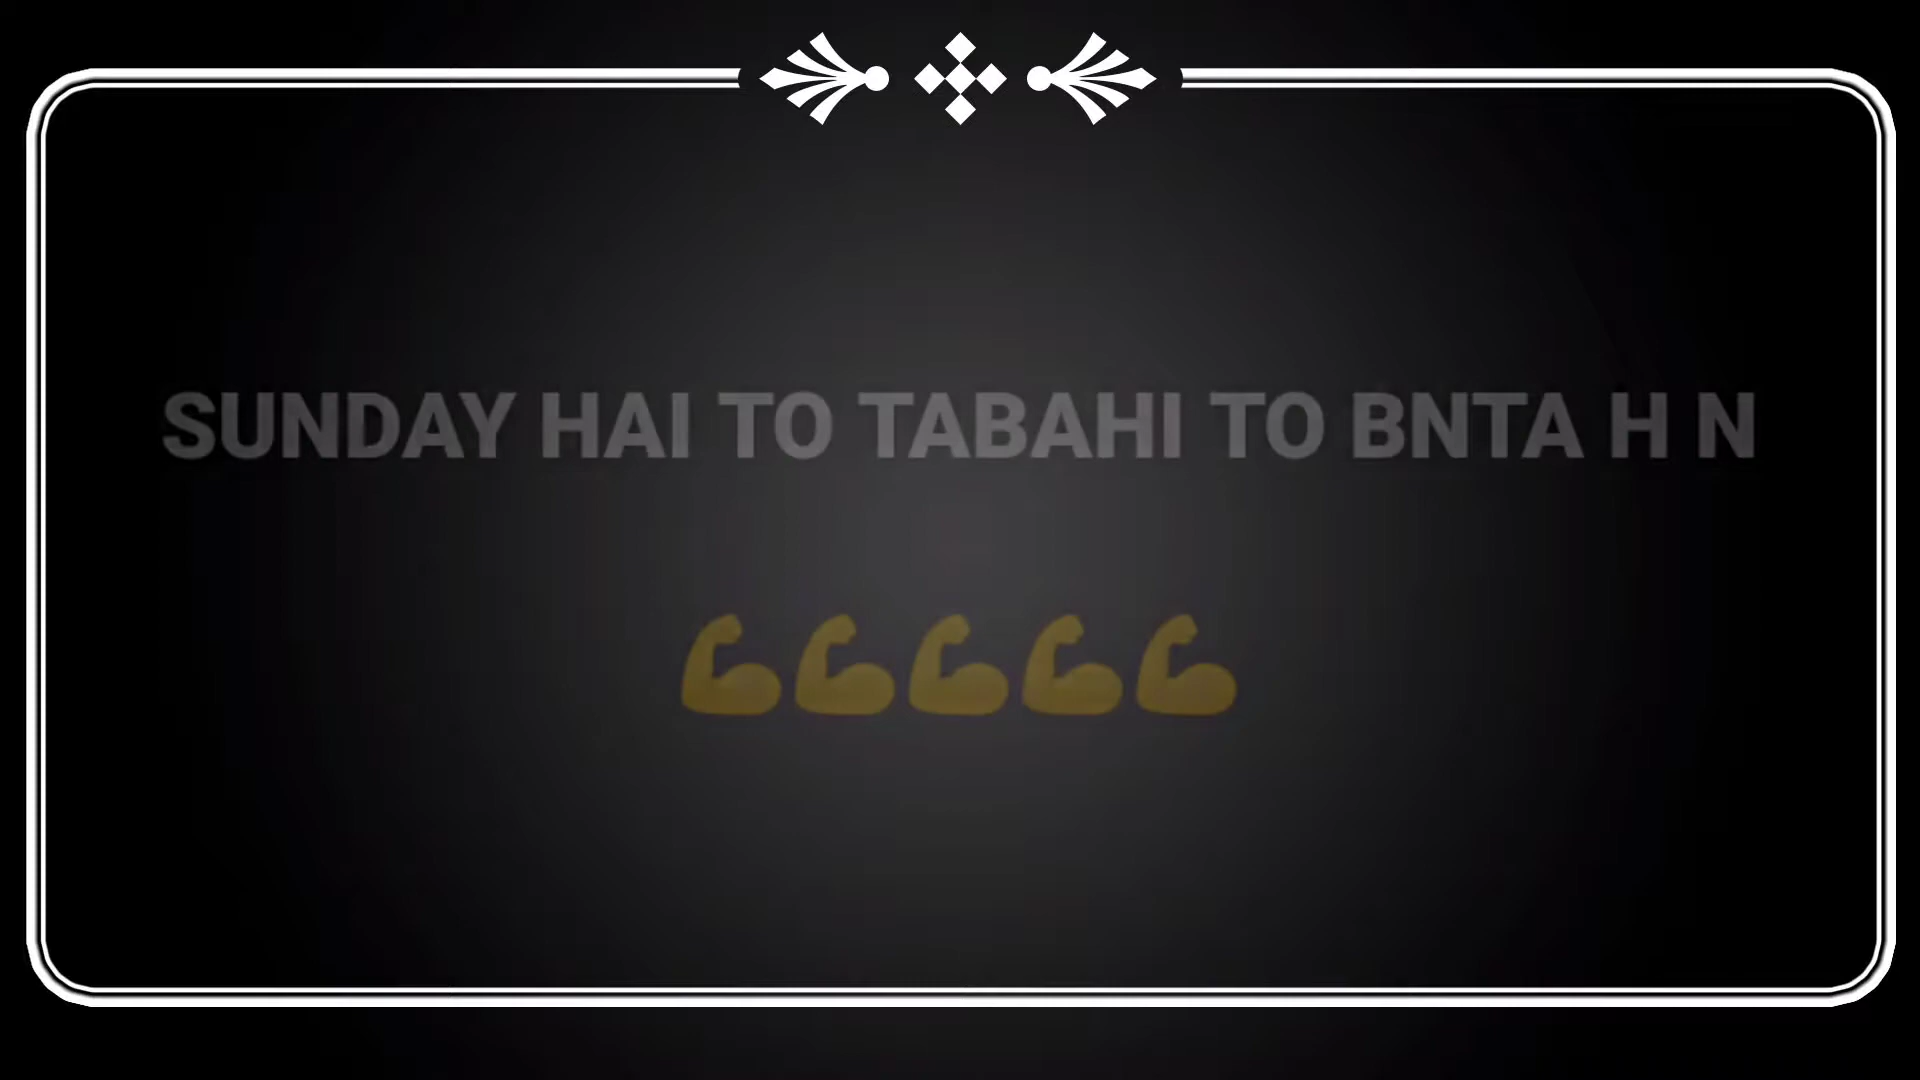 SUNDAY HAI TO TABAHI TO BNTA H N
💪💪💪💪💪